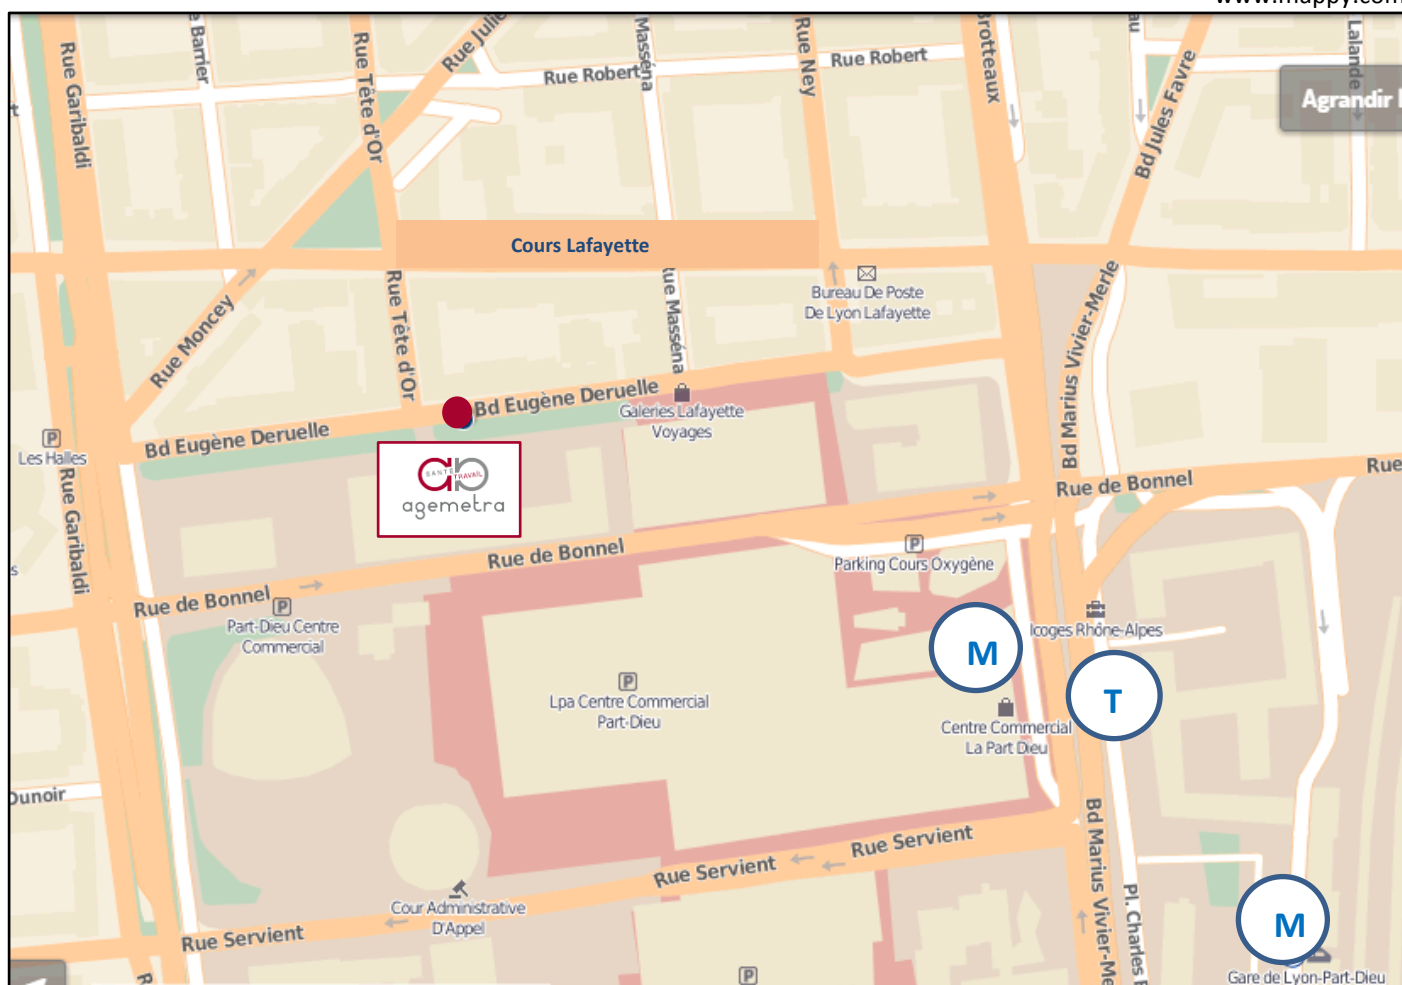 www.mappy.com
Rue Garibaldi
Barrier
Rue Tête d'Or
Rue Julie
Masséna
Rue Robert
Rue Ney
Rue Robert
Brotteaux
Bd Jules Favre
Lalande
Agrandir
Cours Lafayette
Rue Moncey
Rue Tête d'Or
Rue Masséna
Bureau De Poste
De Lyon Lafayette
Bd Marius Vivier-Merle
Bd Eugène Deruelle
Bd Eugène Deruelle
Galeries Lafayette
Voyages
P
Les Halles
Rue Garibaldi
SANTÉ
TRAVAIL
agemetra
Rue de Bonnel
Rue
Rue de Bonnel
P
Parking Cours Oxygène
Rue de Bonnel
P
Part-Dieu Centre
Commercial
Icoges Rhône-Alpes
M
T
P
Lpa Centre Commercial
Part-Dieu
Centre Commercial
La Part Dieu
Dunoir
Rue Servient
Rue Servient
Bd Marius Vivier-Me
Pl. Charles
Cour Administrative
D'Appel
Rue Servient
M
P
Gare de Lyon-Part-Dieu